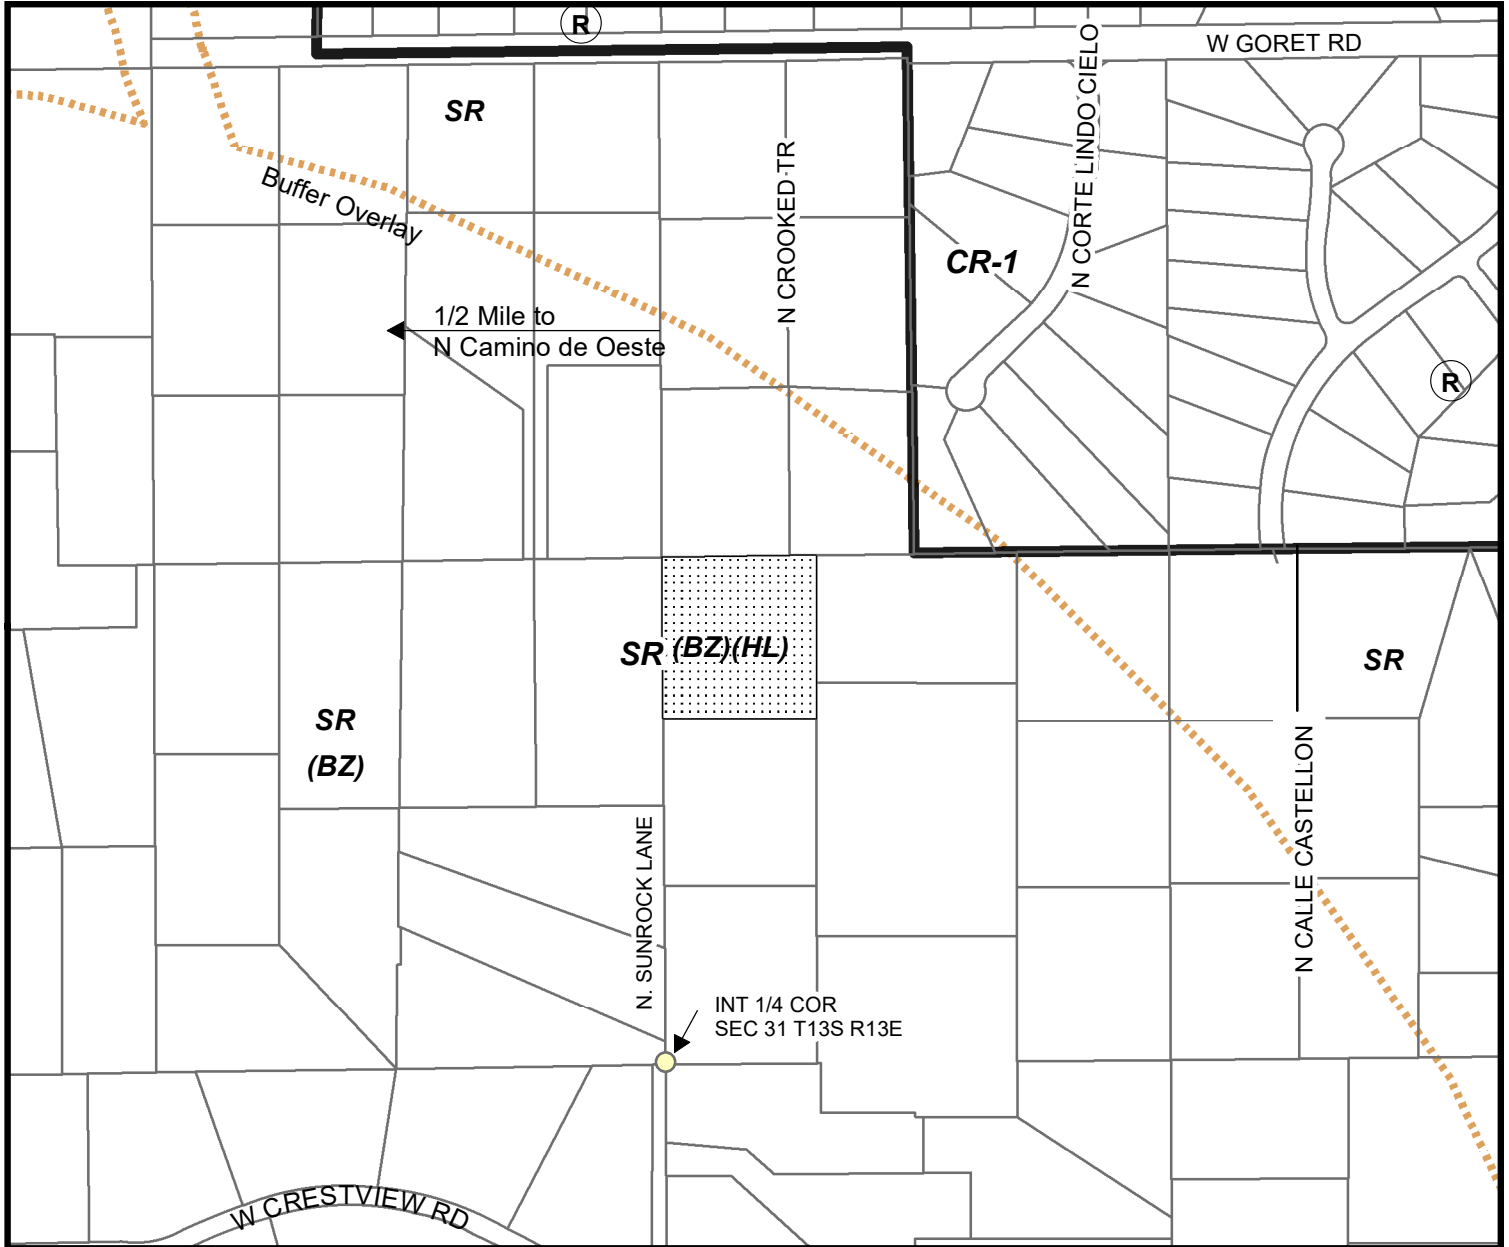 R
W GORET RD
SR
N CORTE LINDO CIELO
Buffer Overlay
N CROOKED TR
CR-1
1/2 Mile to
N Camino de Oeste
R
SR (BZ)(HL)
SR
SR
(BZ)
N CALLE CASTELLON
N. SUNROCK LANE
INT 1/4 COR
SEC 31 T13S R13E
W CRESTVIEW RD